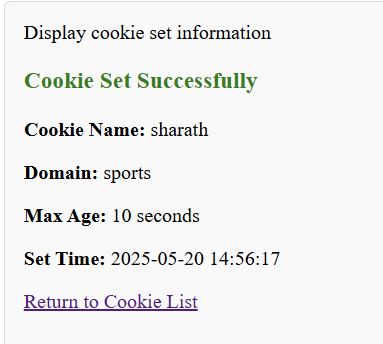 Display cookie set information
Cookie Set Successfully
Cookie Name: sharath
Domain: sports
Max Age: 10 seconds
Set Time: 2025-05-20 14:56:17
Return to Cookie List